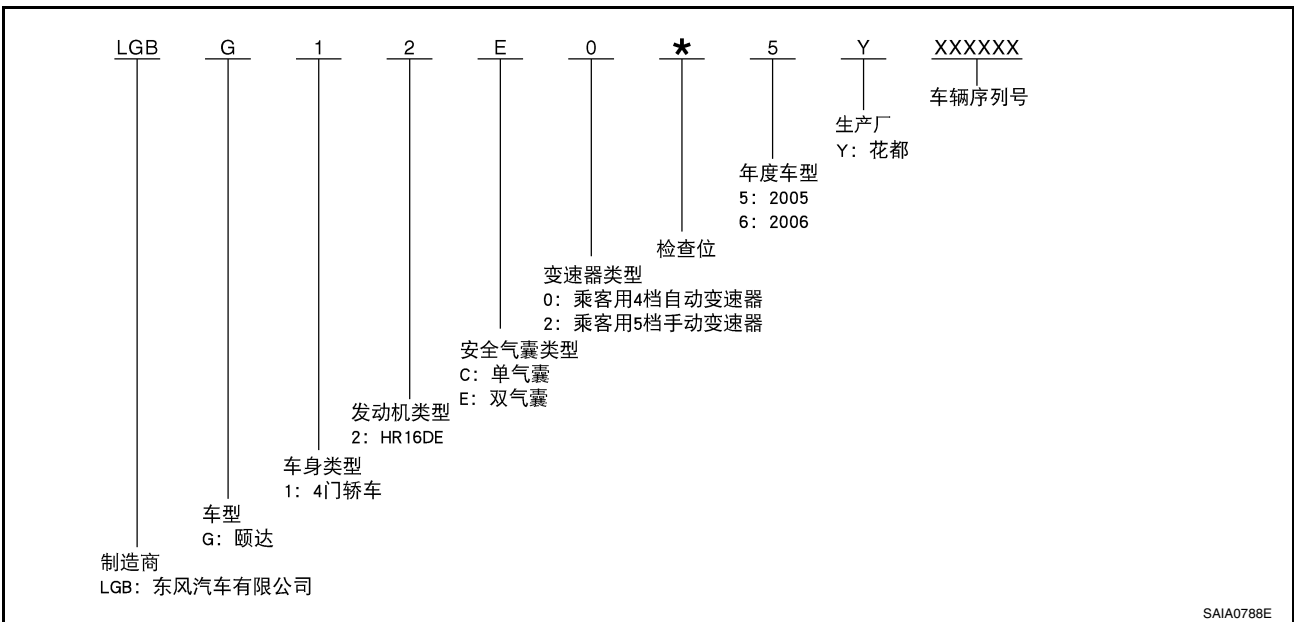 LGB G 1 2 E 0 * 5 Y XXXXXX
车辆序列号
生产厂
Y: 花都
年度车型
5: 2005
6: 2006
检查位
变速器类型
0: 乘客用4档自动变速器
2: 乘客用5档手动变速器
安全气囊类型
C: 单气囊
E: 双气囊
发动机类型
2: HR16DE
车身类型
1: 4门轿车
车型
G: 颐达
制造商
LGB: 东风汽车有限公司
SAIA0788E